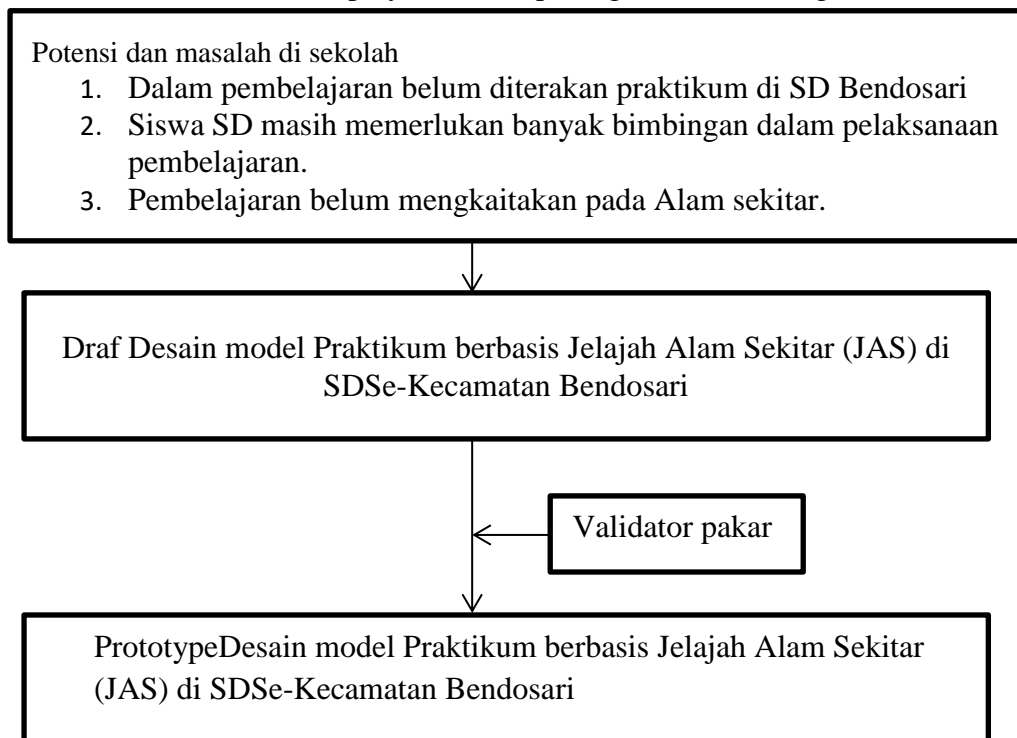 Potensi dan masalah di sekolah
1. Dalam pembelajaran belum diterakan praktikum di SD Bendosari
2. Siswa SD masih memerlukan banyak bimbingan dalam pelaksanaan
pembelajaran.
3. Pembelajaran belum mengkaitakan pada Alam sekitar.
Draf Desain model Praktikum berbasis Jelajah Alam Sekitar (JAS) di
SDSe-Kecamatan Bendosari
Validator pakar
PrototypeDesain model Praktikum berbasis Jelajah Alam Sekitar
(JAS) di SDSe-Kecamatan Bendosari